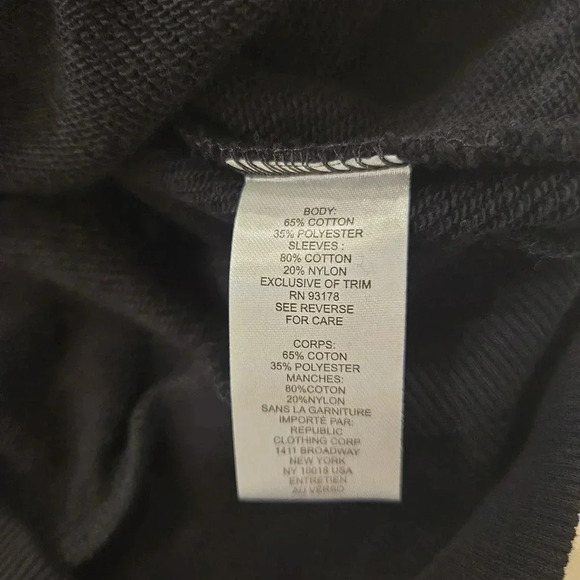 BODY:
65% COTTON
35% POLYESTER
SLEEVES :
80% COTTON
20% NYLON
EXCLUSIVE OF TRIM
RN 93178
SEE REVERSE
FOR CARE
CORPS:
65% COTON
35% POLYESTER
MANCHES:
80%COTON
20%NYLON
SANS LA GARNITURE
IMPORTÉ PAR:
REPUBLIC
CLOTHING CORP
1411 BROADWAY
NEW YORK
NY 10018 USA
ENTRETIEN
AU VERSO